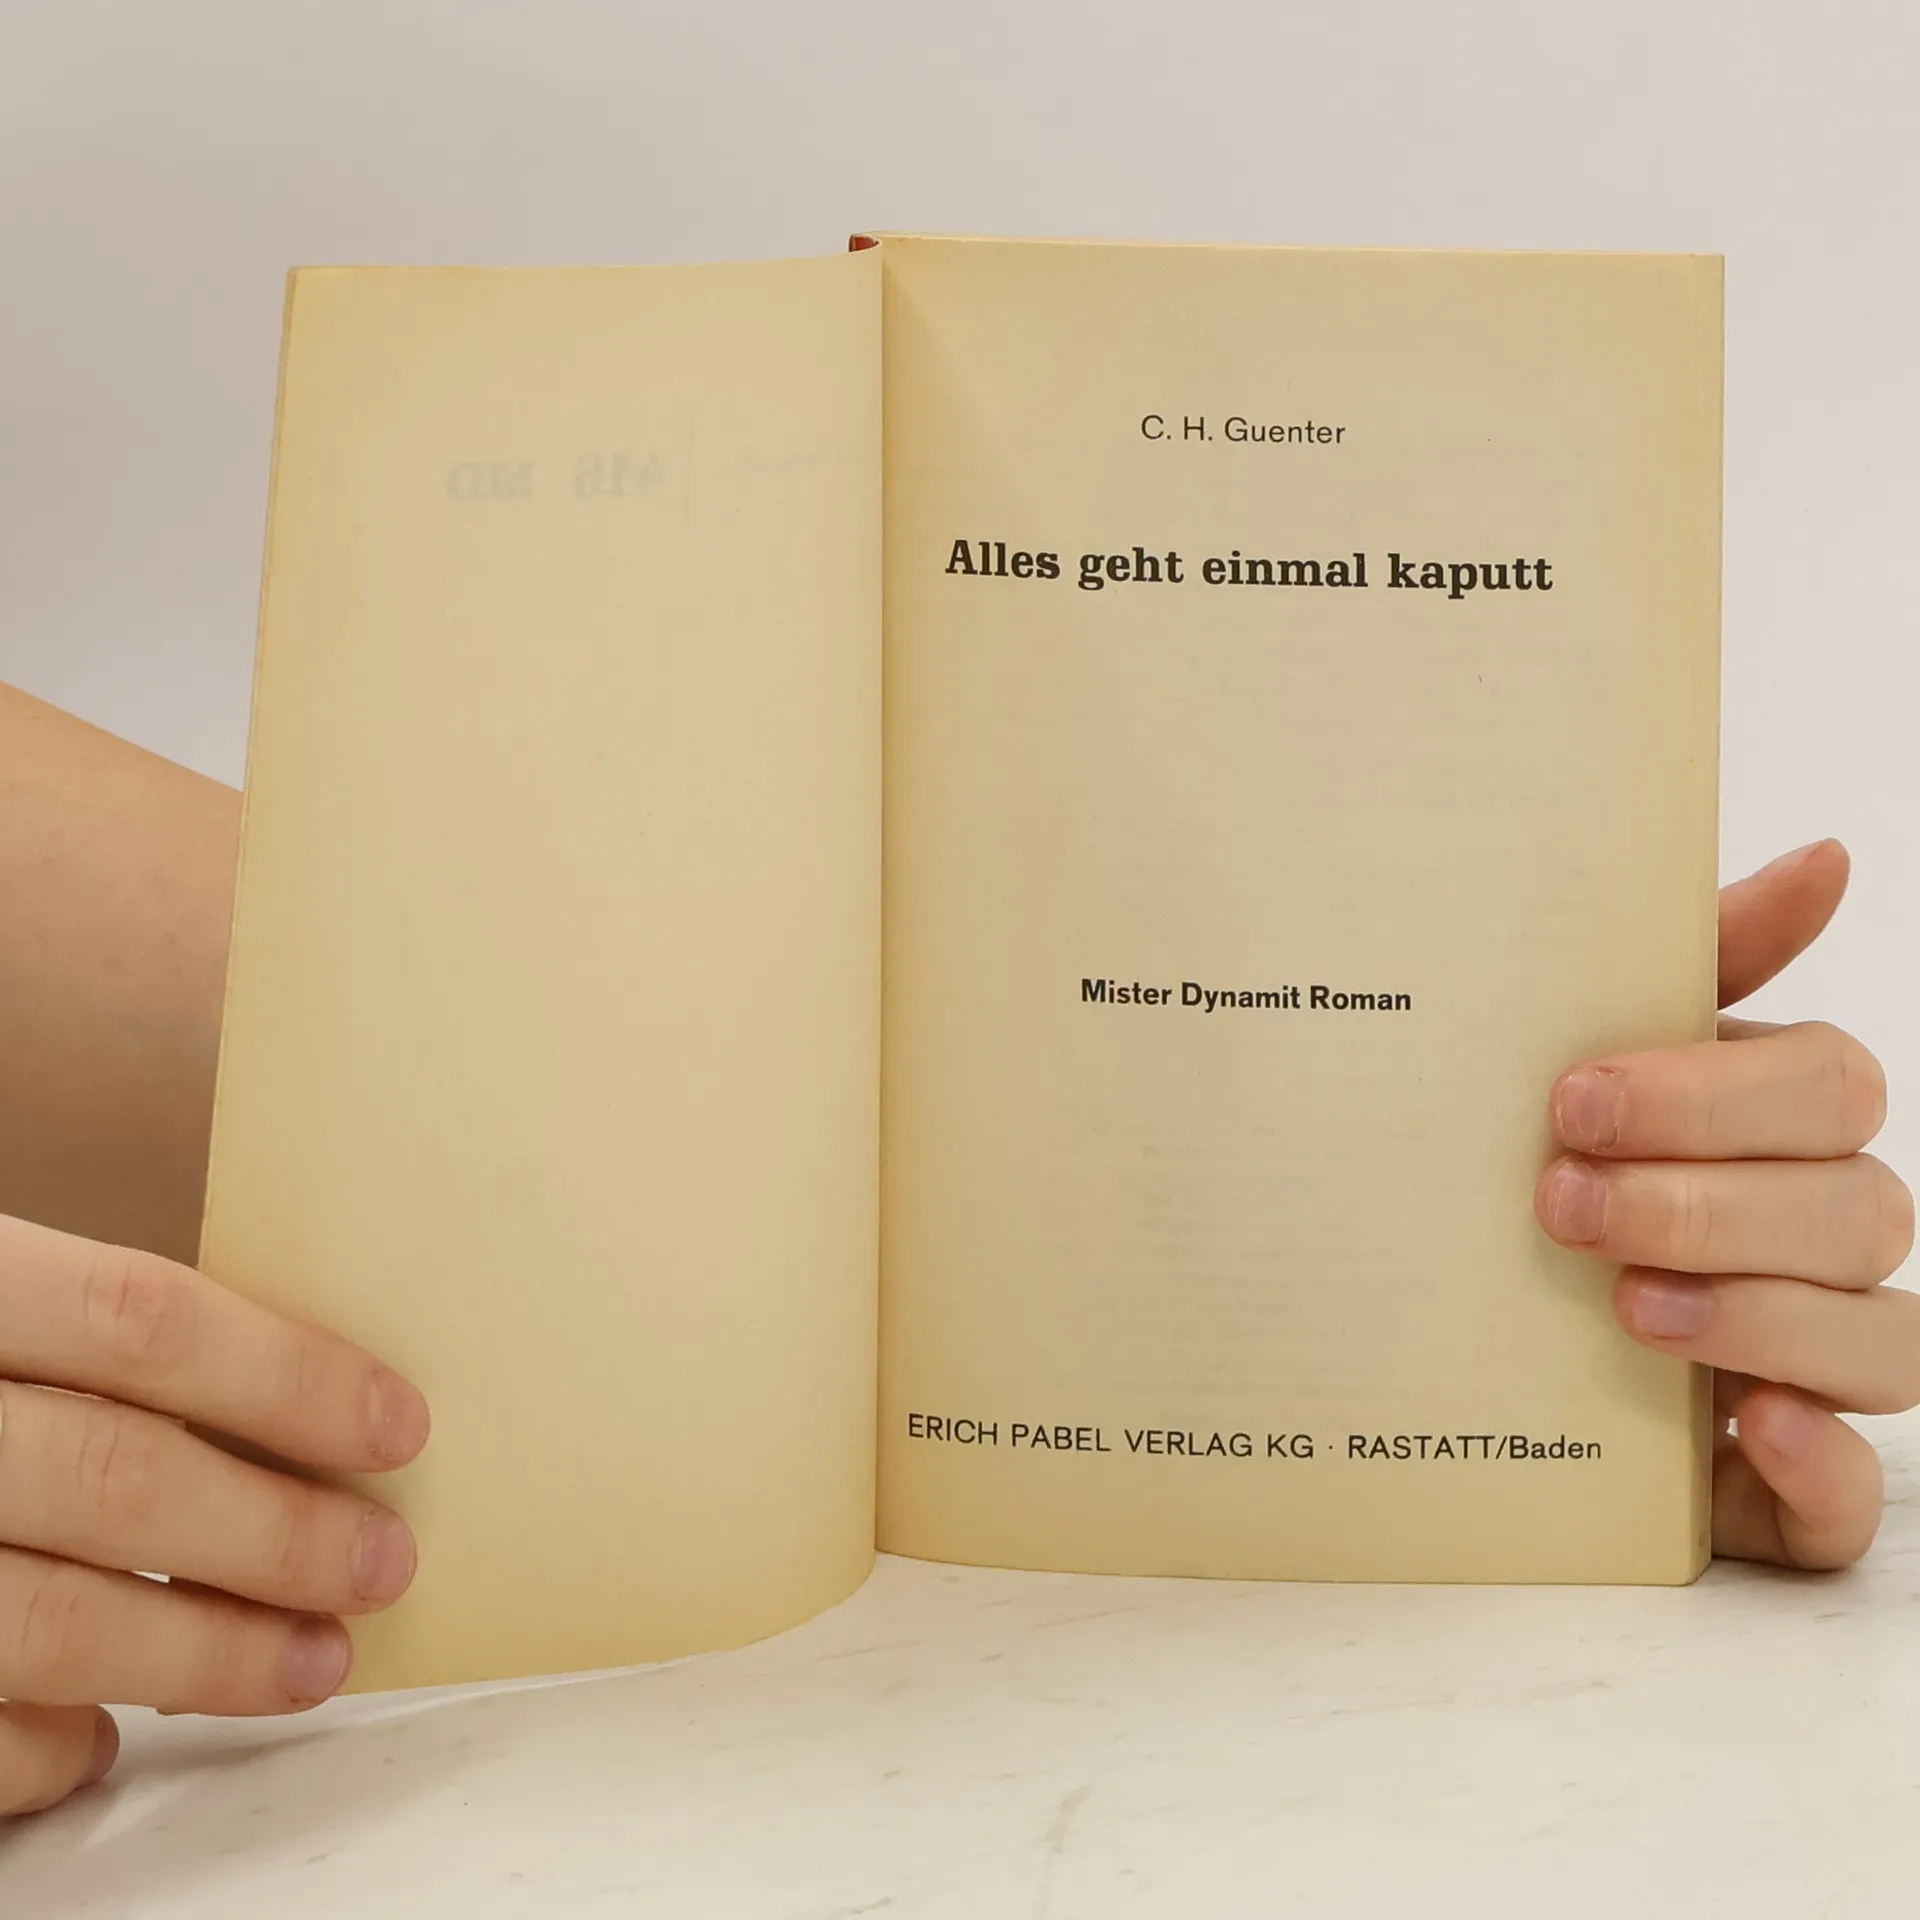 C. H. Guenter
Alles geht einmal kaputt
Mister Dynamit Roman
ERICH PABEL VERLAG KG · RASTATT/Baden